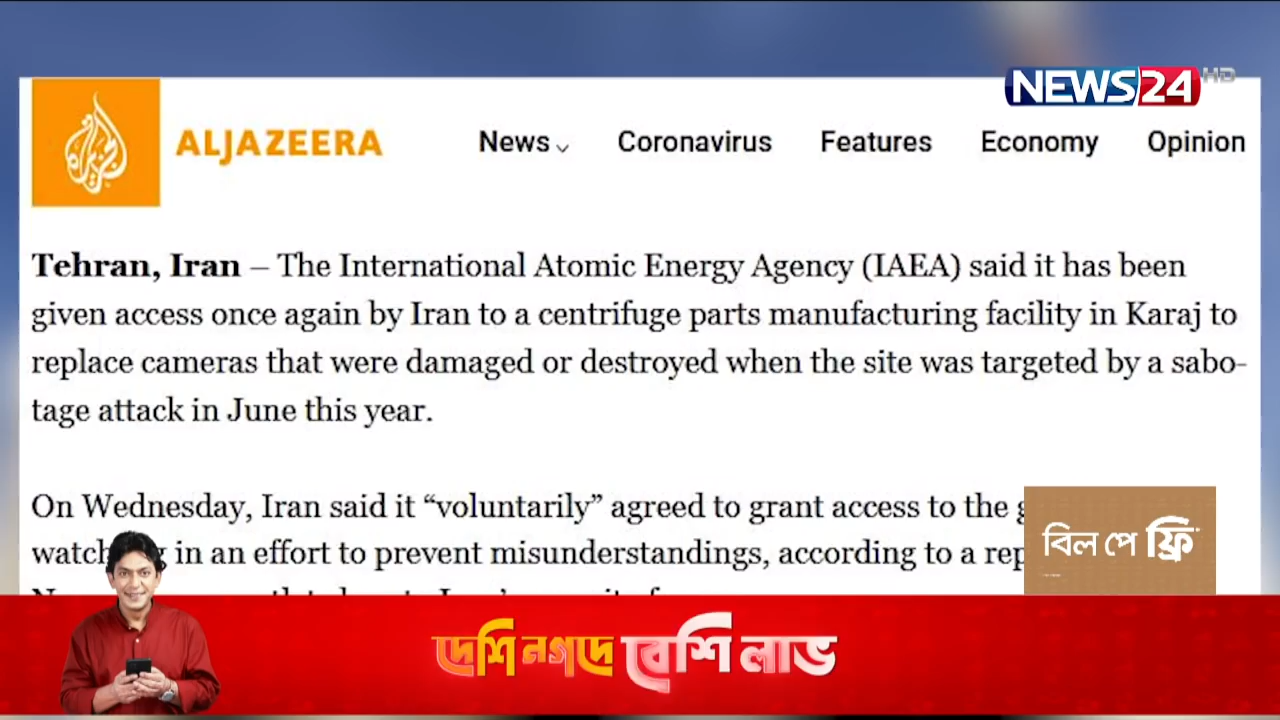 NEWS24 HD
ALJAZEERA
News Coronavirus Features Economy Opinion
Tehran, Iran – The International Atomic Energy Agency (IAEA) said it has been
given access once again by Iran to a centrifuge parts manufacturing facility in Karaj to
replace cameras that were damaged or destroyed when the site was targeted by a sabo-
tage attack in June this year.
On Wednesday, Iran said it “voluntarily” agreed to grant access to the
in an effort to prevent misunderstandings, according to a
বিল পে ফ্রি
দেশি নগদে বেশি লাভ